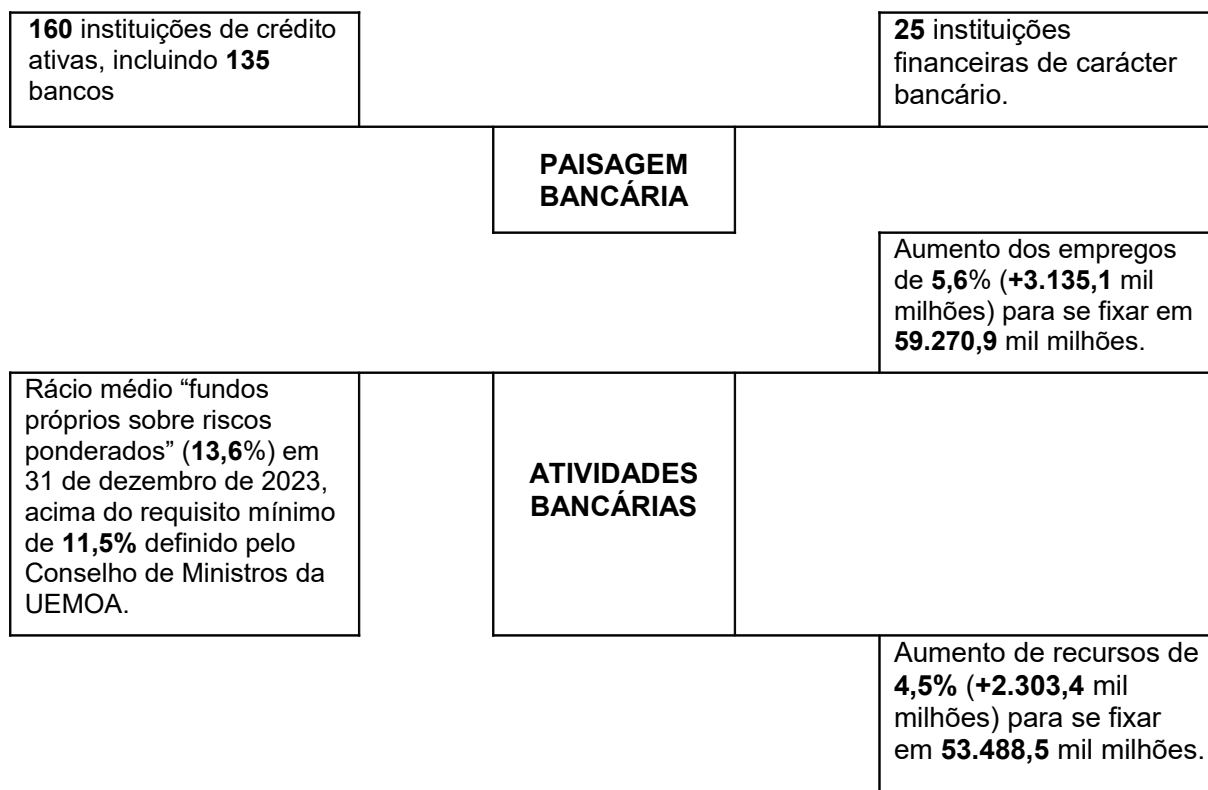 160 instituições de crédito
ativas, incluindo 135
bancos
25 instituições
financeiras de carácter
bancário.
PAISAGEM
BANCÁRIA
Aumento dos empregos
de 5,6% (+3.135,1 mil
milhões) para se fixar em
59.270,9 mil milhões.
Rácio médio “fundos
próprios sobre riscos
ponderados” (13,6%) em
31 de dezembro de 2023,
acima do requisito mínimo
de 11,5% definido pelo
Conselho de Ministros da
UEMOA.
ATIVIDADES
BANCÁRIAS
Aumento de recursos de
4,5% (+2.303,4 mil
milhões) para se fixar
em 53.488,5 mil milhões.